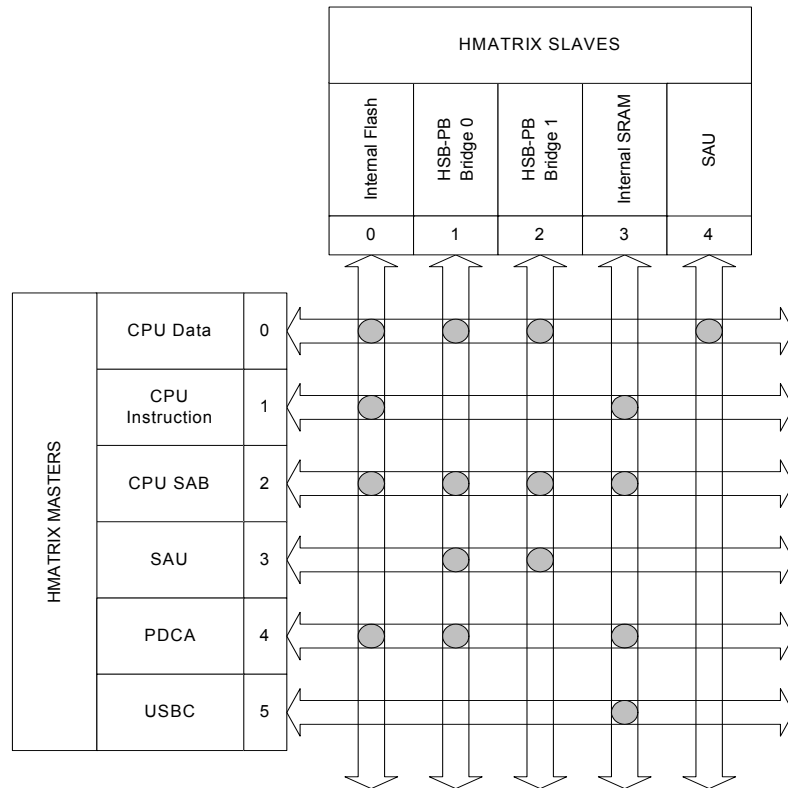 HMATRIX SLAVES
Internal Flash
HSB-PB
Bridge 0
HSB-PB
Bridge 1
Internal SRAM
SAU
0
1
2
3
4
HMATRIX MASTERS
CPU Data
0
CPU
Instruction
1
CPU SAB
2
SAU
3
PDCA
4
USBC
5